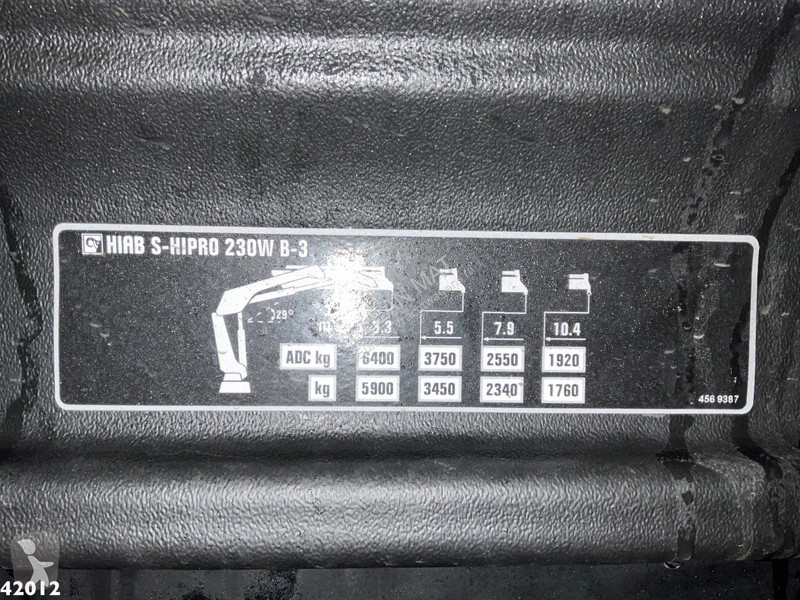 HIAB S-HIPRO 230W B-3
29°
m 3.3 5.5 7.9 10.4
ADC kg 6400 3750 2550 1920
kg 5900 3450 2340 1760
456 9387
42012